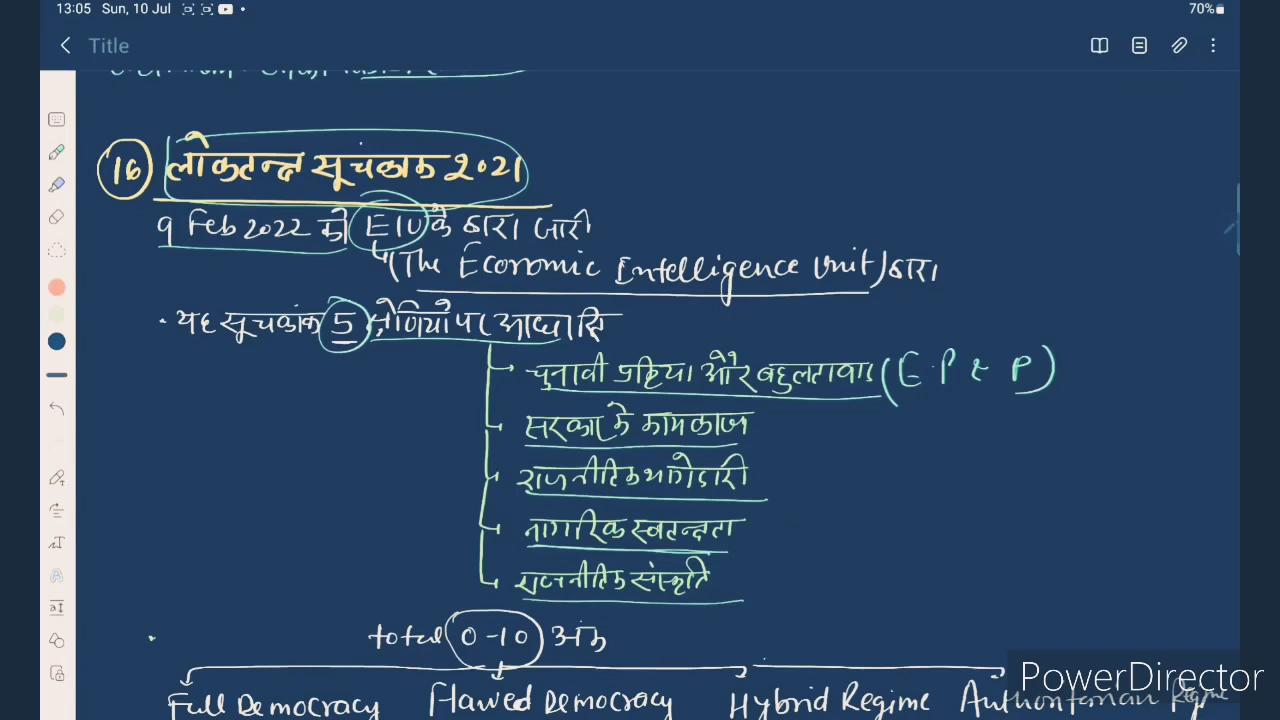 13:05 Sun, 10 Jul
70%
Title
16 लोकतन्त्र सूचकांक 2021
9 Feb 2022 को EIU के द्वारा जारी
(The Economic Intelligence Unit) द्वारा
• यह सूचकांक 5 श्रेणियों पर आधारित
चुनावी प्रक्रिया और बहुलतावाद (E.P & P)
सरकार के कामकाज
राजनीतिक भागीदारी
नागरिक स्वतन्त्रता
राजनीतिक संस्कृति
total 0-10 अंक
Full Democracy Flawed Democracy Hybrid Regime Authoritarian Regime
PowerDirector